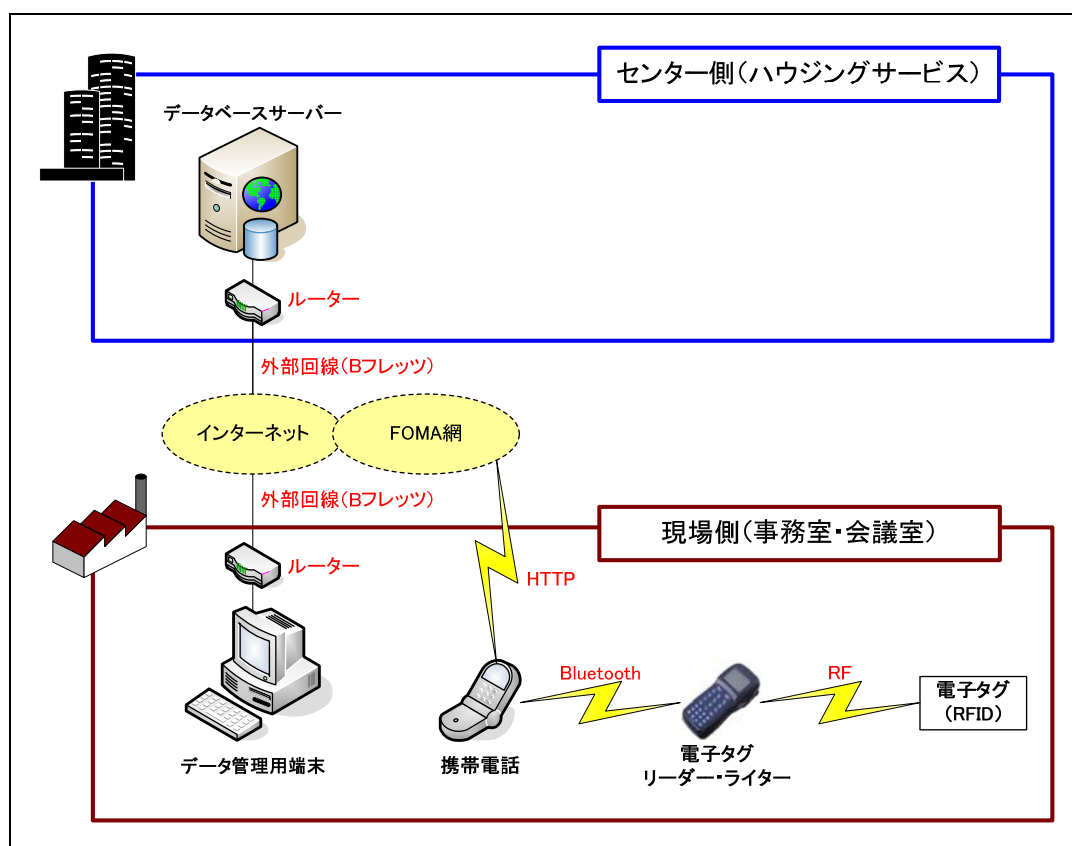 センター側(ハウジングサービス)
データベースサーバー
ルーター
外部回線(Bフレッツ)
インターネット
FOMA網
外部回線(Bフレッツ)
現場側(事務室・会議室)
ルーター
HTTP
Bluetooth
RF
電子タグ
(RFID)
データ管理用端末
携帯電話
電子タグ
リーダー・ライター